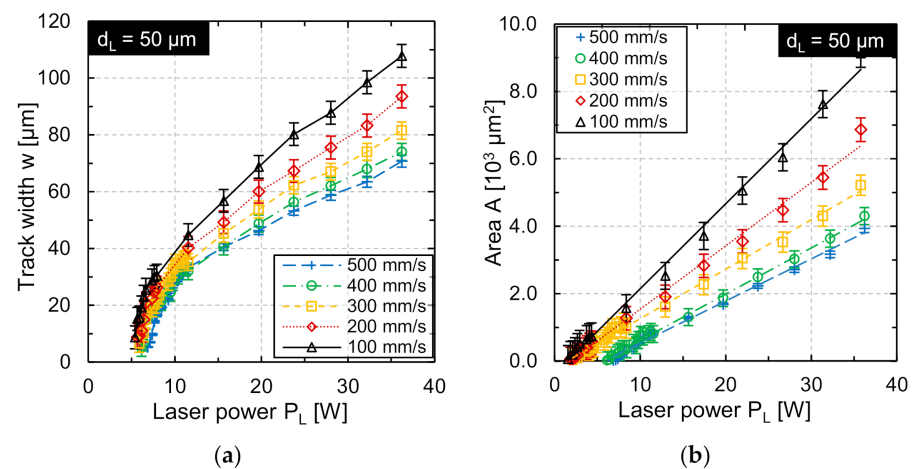 d_L = 50 μm
120
100
80
60
40
20
0
Track width w [μm]
500 mm/s
400 mm/s
300 mm/s
200 mm/s
100 mm/s
0 10 20 30 40
Laser power P_L [W]
(a)
10.0
8.0
6.0
4.0
2.0
0.0
Area A [10³ μm²]
500 mm/s
400 mm/s
300 mm/s
200 mm/s
100 mm/s
d_L = 50 μm
0 10 20 30 40
Laser power P_L [W]
(b)